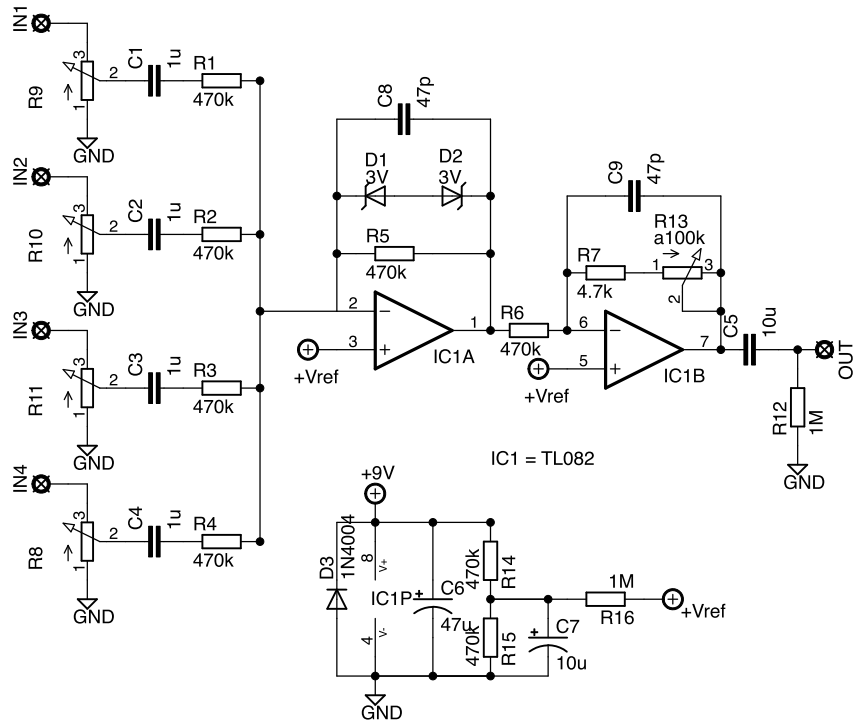 IN1
R9
3
2
1
C1
1u
R1
470k
GND
IN2
R10
3
2
1
C2
1u
R2
470k
GND
IN3
R11
3
2
1
C3
1u
R3
470k
GND
IN4
R8
3
2
1
C4
1u
R4
470k
GND
C8
47p
D1
3V
D2
3V
R5
470k
2
3
1
−
+
IC1A
+Vref
R6
470k
C9
47p
R7
4.7k
R13
a100k
1
3
2
6
5
7
−
+
IC1B
+Vref
C5
10u
OUT
R12
1M
GND
IC1 = TL082
+9V
D3
1N4004
8
V+
IC1P
4
V-
+
C6
47u
R14
470k
R15
470k
+
C7
10u
1M
R16
+Vref
GND